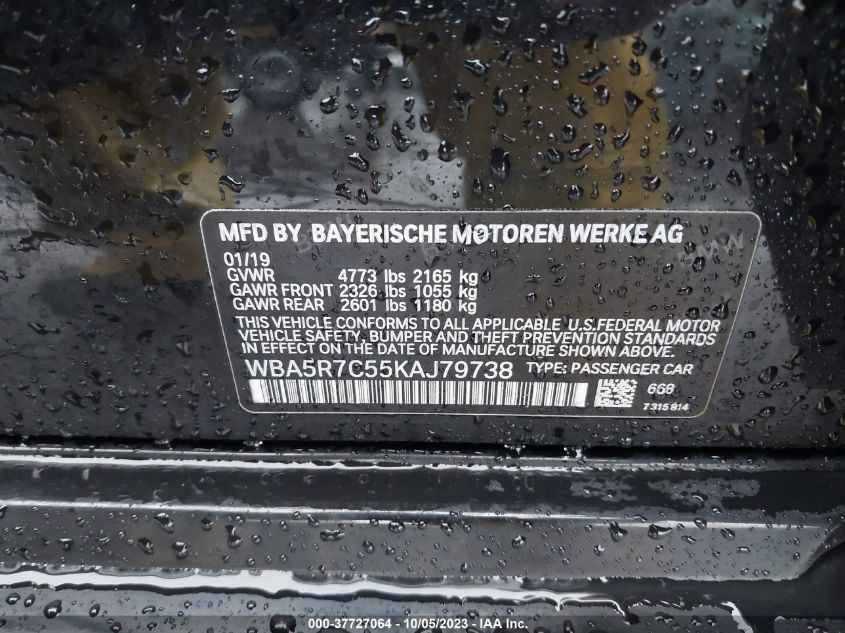 MFD BY BAYERISCHE MOTOREN WERKE AG
01/19
GVWR 4773 lbs 2165 kg
GAWR FRONT 2326 lbs 1055 kg
GAWR REAR 2601 lbs 1180 kg
THIS VEHICLE CONFORMS TO ALL APPLICABLE U.S.FEDERAL MOTOR
VEHICLE SAFETY, BUMPER AND THEFT PREVENTION STANDARDS
IN EFFECT ON THE DATE OF MANUFACTURE SHOWN ABOVE.
WBA5R7C55KAJ79738 TYPE: PASSENGER CAR
668
7 315 814
000-37727064 - 10/05/2023 - IAA Inc.